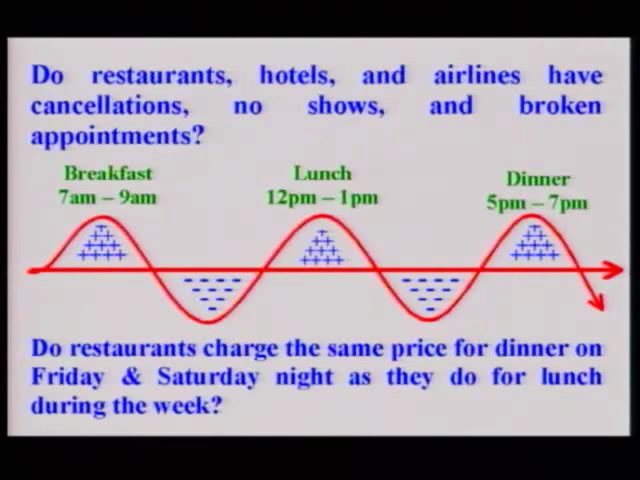 Do restaurants, hotels, and airlines have
cancellations, no shows, and broken
appointments?
Breakfast
7am – 9am
Lunch
12pm – 1pm
Dinner
5pm – 7pm
Do restaurants charge the same price for dinner on
Friday & Saturday night as they do for lunch
during the week?